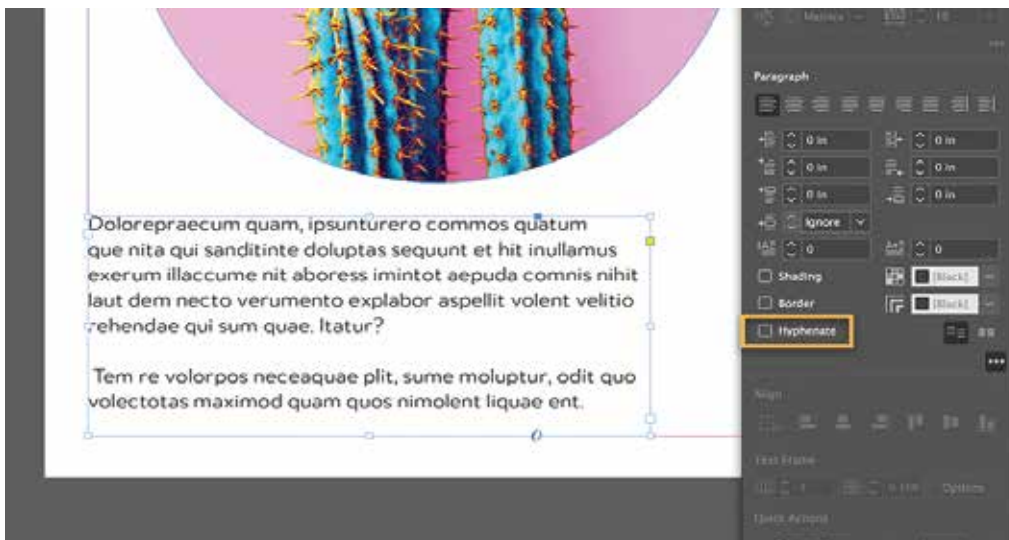 Metrics
10
Paragraph
0 in
0 in
0 in
0 in
0 in
0 in
Ignore
0
0
Shading
[Black]
Border
[Black]
Hyphenate
Dolorepraecum quam, ipsunturero commos quatum
que nita qui sanditinte doluptas sequunt et hit inullamus
exerum illaccume nit aboress imintot aepuda comnis nihit
laut dem necto verumento explabor aspellit volent velitio
rehendae qui sum quae. Itatur?
Tem re volorpos neceaquae plit, sume moluptur, odit quo
volectotas maximod quam quos nimolent liquae ent.
Align
Text Frame
1
Options
Quick Actions